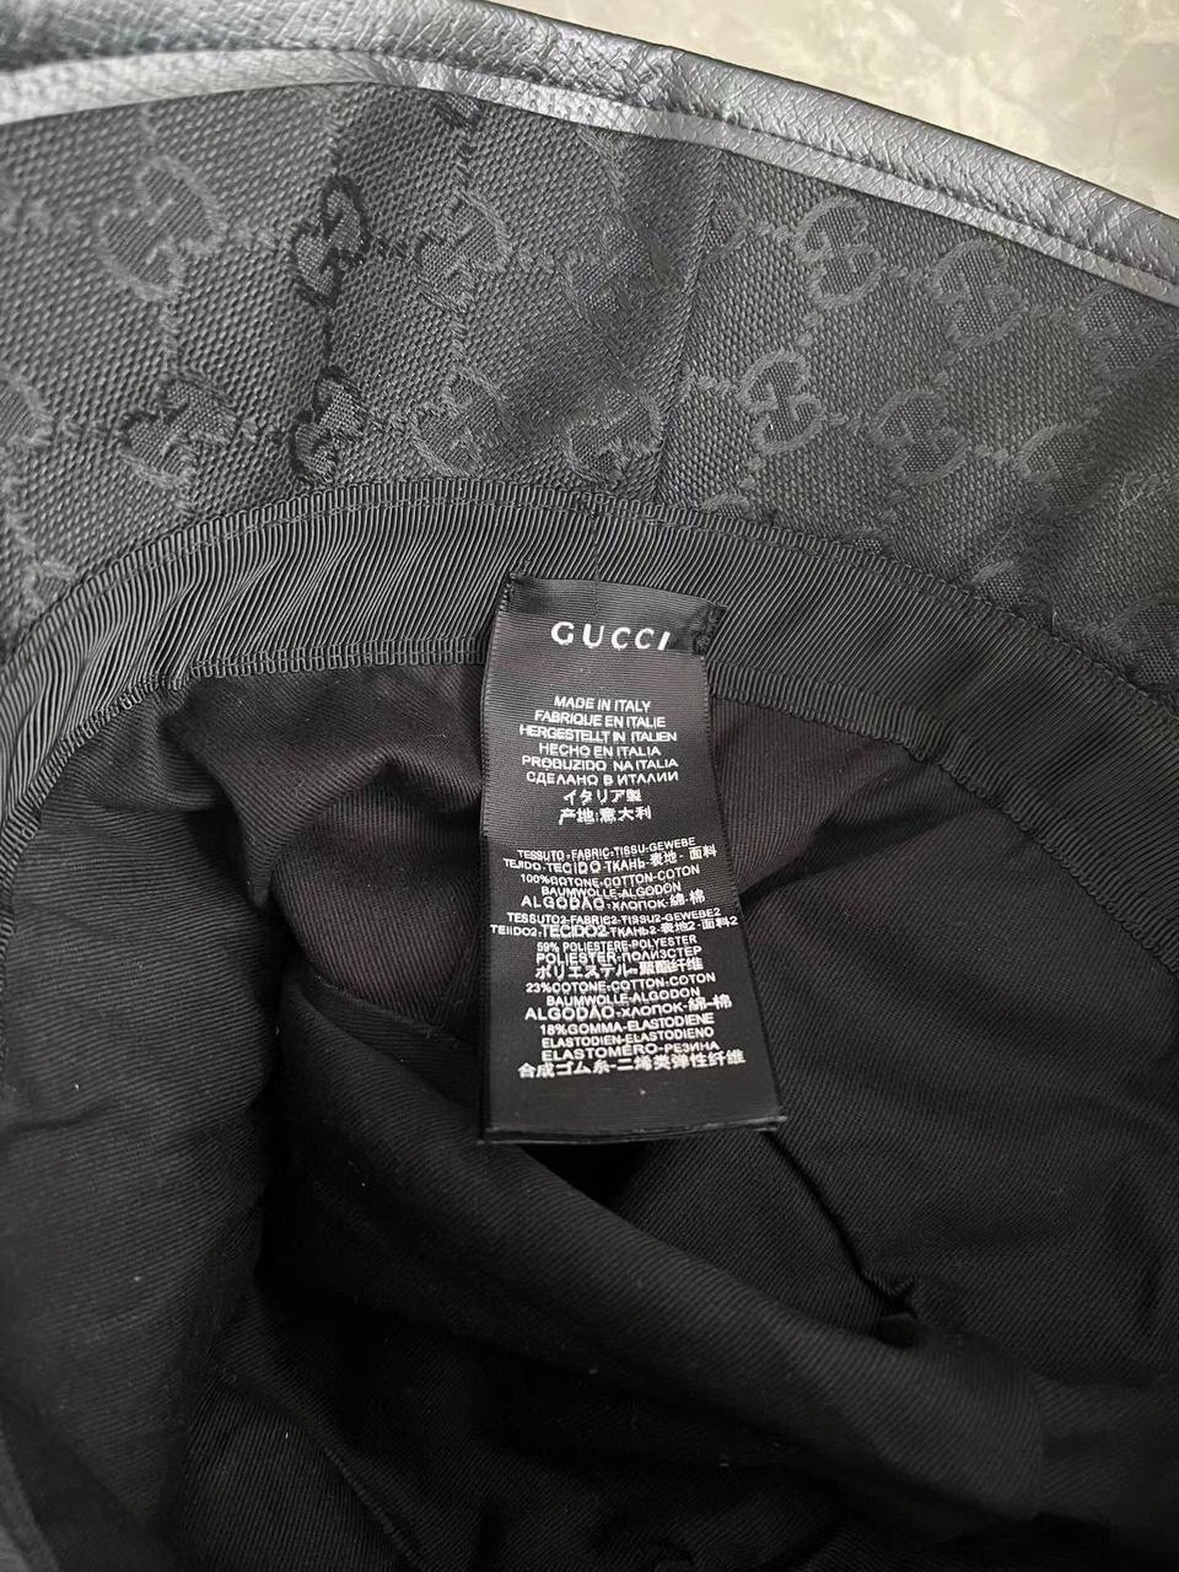 GUCCI
MADE IN ITALY
FABRIQUE EN ITALIE
HERGESTELLT IN ITALIEN
HECHO EN ITALIA
PRODUZIDO NA ITALIA
СДЕЛАНО В ИТАЛИИ
イタリア製
产地:意大利
TESSUTO-FABRIC-TISSU-GEWEBE
TEJIDO-TECIDO-ТКАНЬ-表地-面料
100%COTONE-COTTON-COTON
BAUMWOLLE-ALGODON
ALGODAO-ХЛОПОК-綿-棉
TESSUTO2-FABRIC2-TISSU2-GEWEBE2
TEIIDO2-TECIDO2-ТКАНЬ2-表地2-面料2
59% POLIESTERE-POLYESTER
POLIESTER-ПОЛИЭСТЕР
ポリエステル-聚酯纤维
23%COTONE-COTTON-COTON
BAUMWOLLE-ALGODON
ALGODAO-ХЛОПОК-綿-棉
18%GOMMA-ELASTODIENE
ELASTODIEN-ELASTODIENO
ELASTOMERO-РЕЗИНА
合成ゴム糸-二烯类弹性纤维